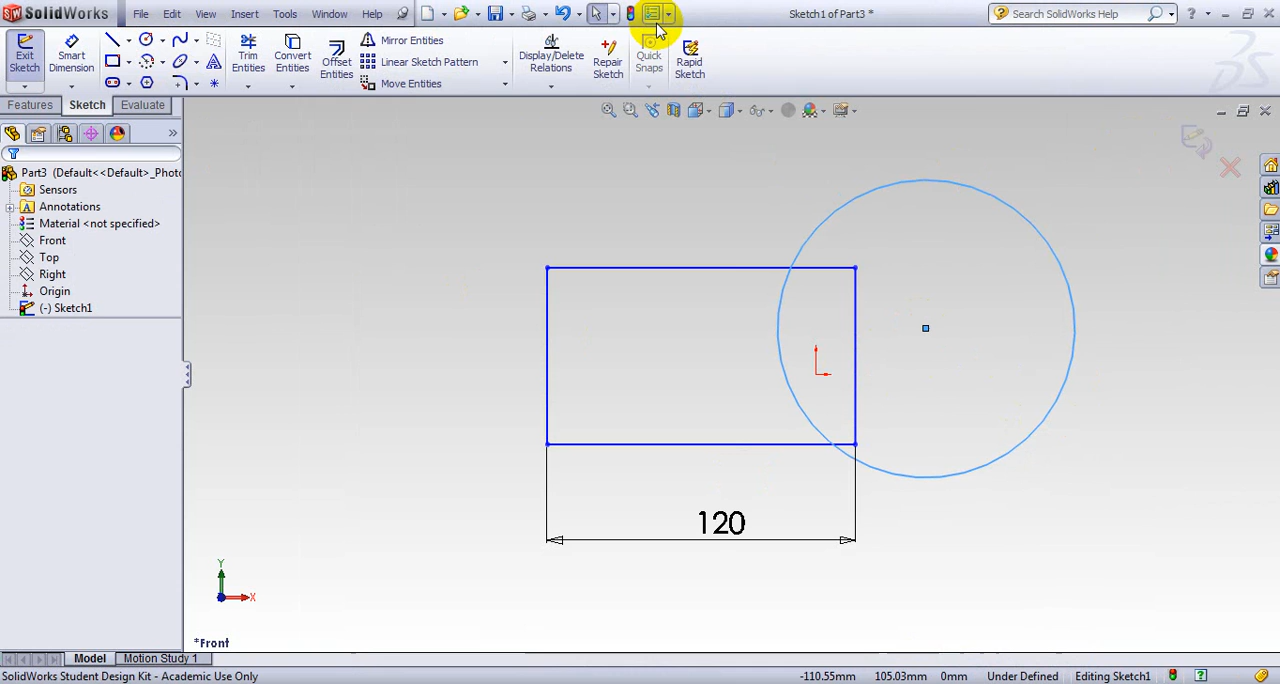 SolidWorks File Edit View Insert Tools Window Help Sketch1 of Part3 * Search SolidWorks Help
Exit Sketch Smart Dimension Trim Entities Convert Entities Offset Entities Mirror Entities Display/Delete Relations Repair Sketch Quick Snaps Rapid Sketch
Linear Sketch Pattern
Move Entities
Features Sketch Evaluate
Part3 (Default<<Default>_Phot
Sensors
Annotations
Material <not specified>
Front
Top
Right
Origin
(-) Sketch1
120
Y
X
*Front
Model Motion Study 1
SolidWorks Student Design Kit - Academic Use Only -110.55mm 105.03mm 0mm Under Defined Editing Sketch1